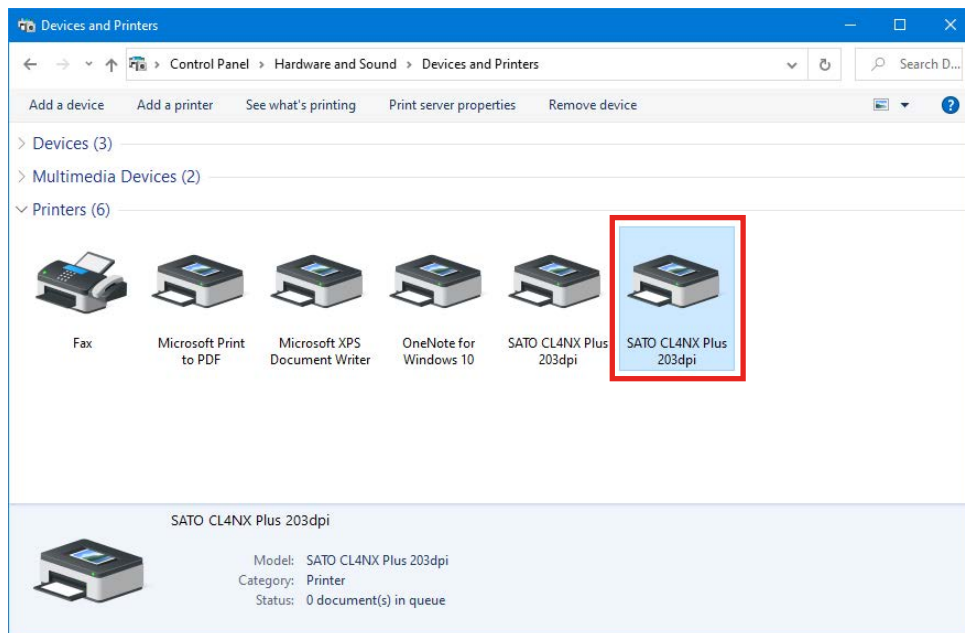 Devices and Printers
Control Panel > Hardware and Sound > Devices and Printers
Search D...
Add a device Add a printer See what's printing Print server properties Remove device
Devices (3)
Multimedia Devices (2)
Printers (6)
Fax
Microsoft Print
to PDF
Microsoft XPS
Document Writer
OneNote for
Windows 10
SATO CL4NX Plus
203dpi
SATO CL4NX Plus
203dpi
SATO CL4NX Plus 203dpi
Model: SATO CL4NX Plus 203dpi
Category: Printer
Status: 0 document(s) in queue